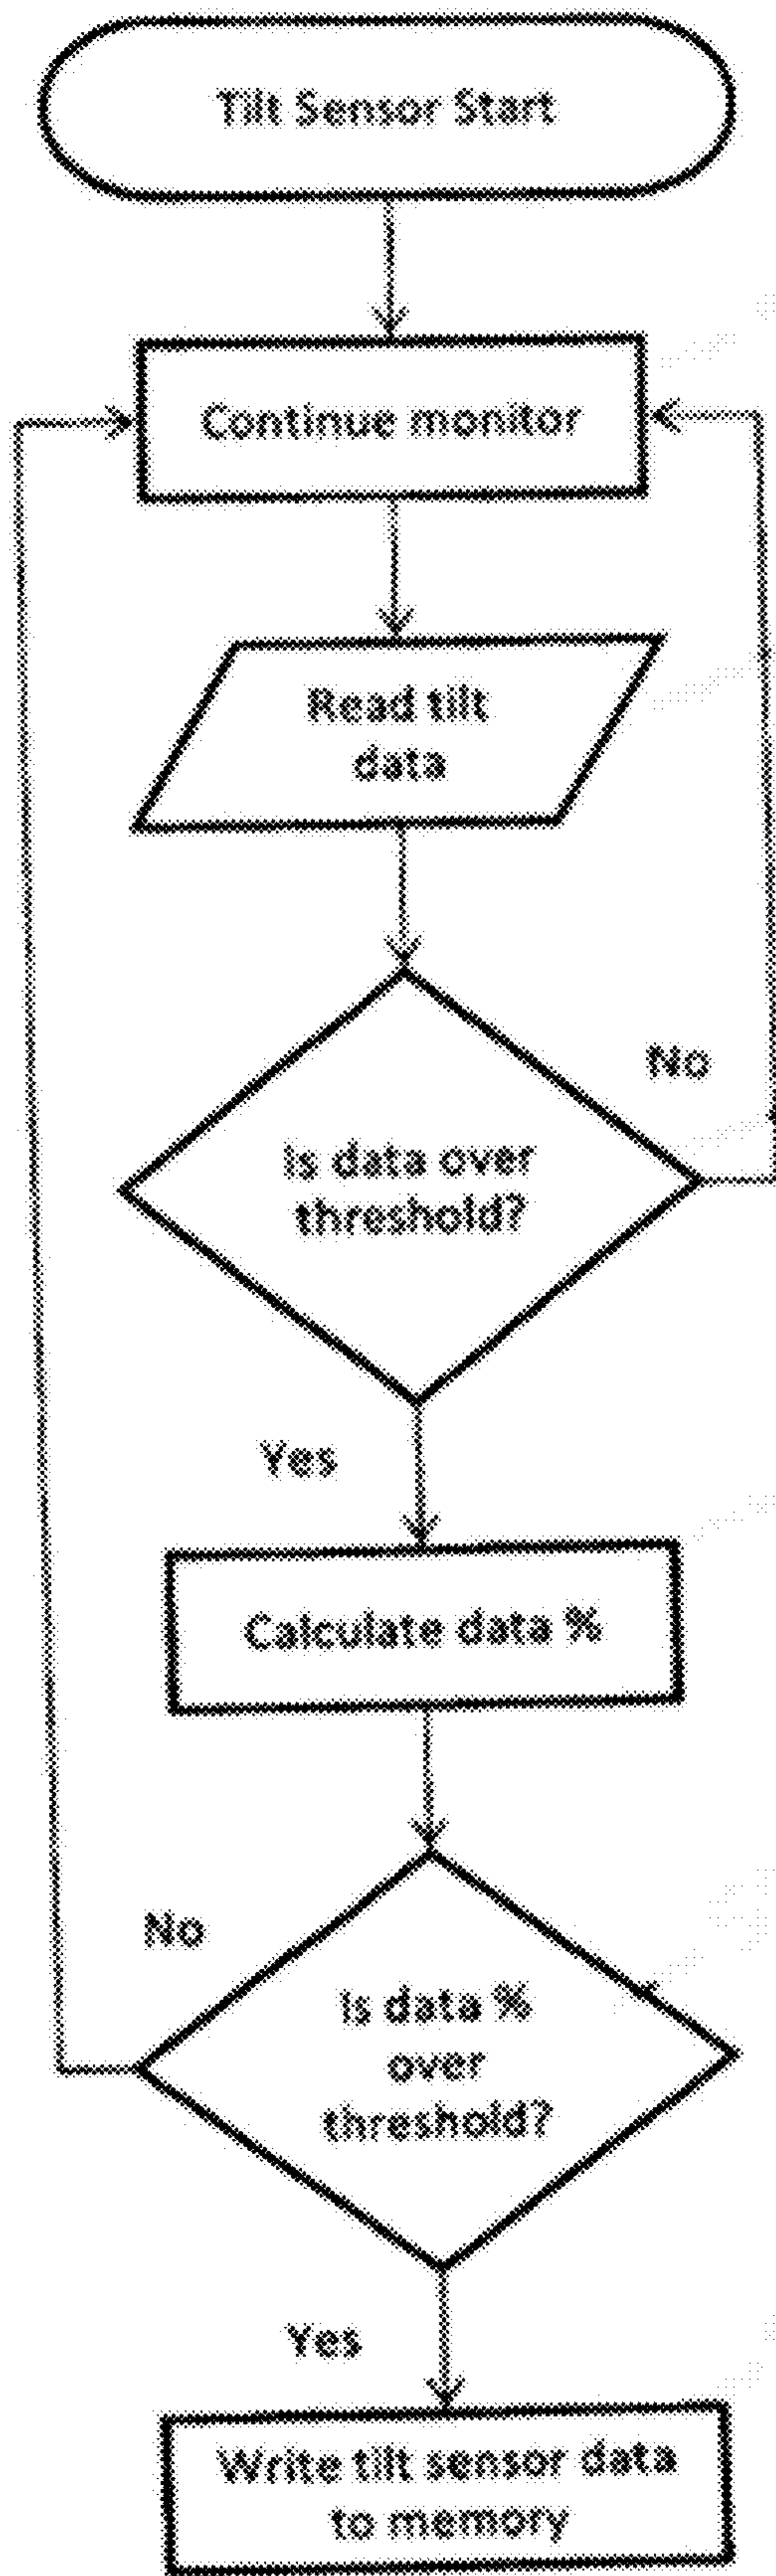 Tilt Sensor Start
Continue monitor
Read tilt
data
No
Is data over
threshold?
Yes
Calculate data %
No
Is data %
over
threshold?
Yes
Write tilt sensor data
to memory